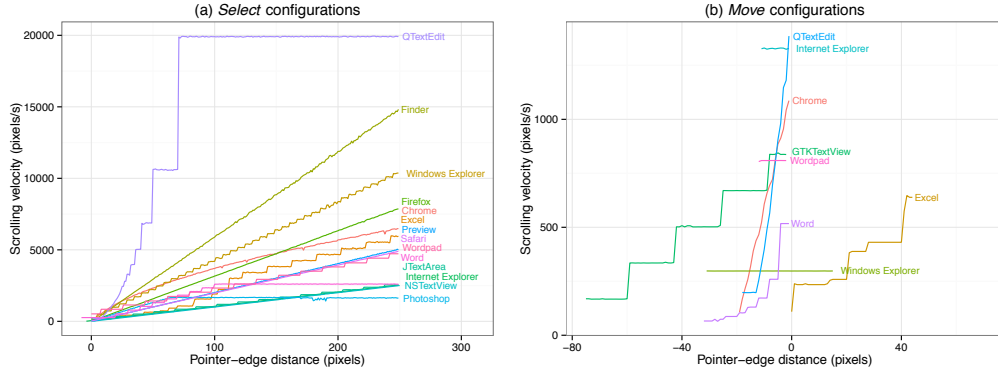 (a) Select configurations
20000
15000
10000
5000
0
Scrolling velocity (pixels/s)
QTextEdit
Finder
Windows Explorer
Firefox
Chrome
Excel
Preview
Safari
Wordpad
Word
JTextArea
Internet Explorer
NSTextView
Photoshop
0
100
200
300
Pointer−edge distance (pixels)
(b) Move configurations
1000
500
0
Scrolling velocity (pixels/s)
QTextEdit
Internet Explorer
Chrome
GTKTextView
Wordpad
Excel
Word
Windows Explorer
−80
−40
0
40
Pointer−edge distance (pixels)